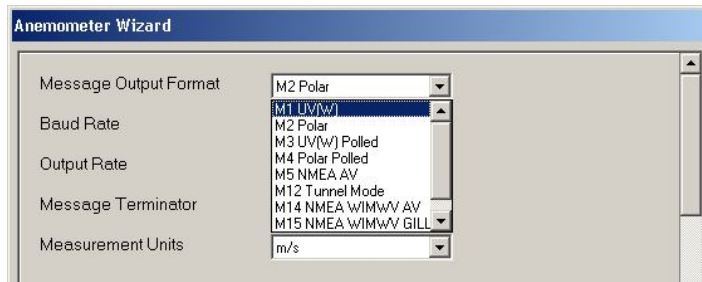 Anemometer Wizard
Message Output Format
M2 Polar
M1 UV(W)
M2 Polar
Baud Rate
M3 UV(W) Polled
M4 Polar Polled
Output Rate
M5 NMEA AV
M12 Tunnel Mode
Message Terminator
M14 NMEA WIMWV AV
M15 NMEA WIMWV GILL
Measurement Units
m/s